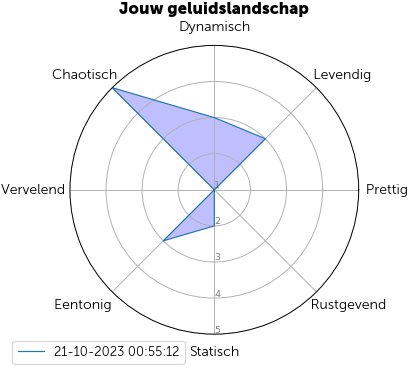 Jouw geluidslandschap
Dynamisch
Chaotisch
Levendig
Vervelend
Prettig
1
2
3
4
5
Eentonig
Rustgevend
21-10-2023 00:55:12
Statisch